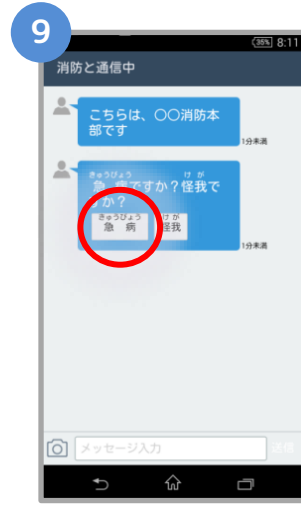 9
35% 8:11
消防と通信中
こちらは、〇〇消防本
部です
1分未満
きゅうびょう けが
急病ですか？怪我で
すか？
きゅうびょう けが
急病 怪我
1分未満
メッセージ入力 送信